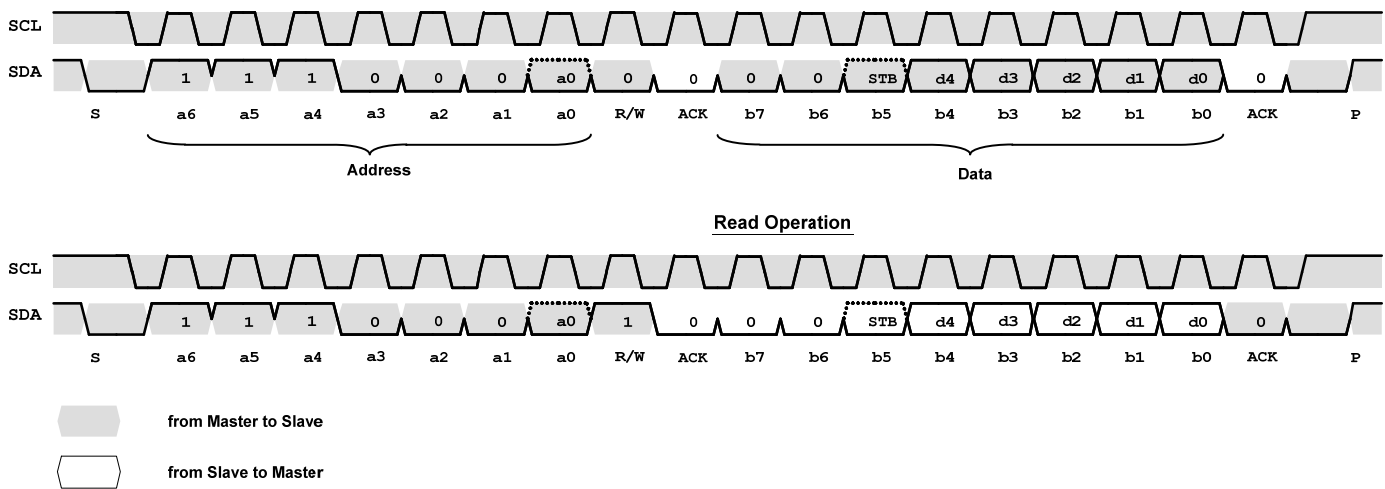 SCL
SDA 1 1 1 0 0 0 a0 0 0 0 0 STB d4 d3 d2 d1 d0 0
S a6 a5 a4 a3 a2 a1 a0 R/W ACK b7 b6 b5 b4 b3 b2 b1 b0 ACK P
Address Data
Read Operation
SCL
SDA 1 1 1 0 0 0 a0 1 0 0 0 STB d4 d3 d2 d1 d0 0
S a6 a5 a4 a3 a2 a1 a0 R/W ACK b7 b6 b5 b4 b3 b2 b1 b0 ACK P
from Master to Slave
from Slave to Master